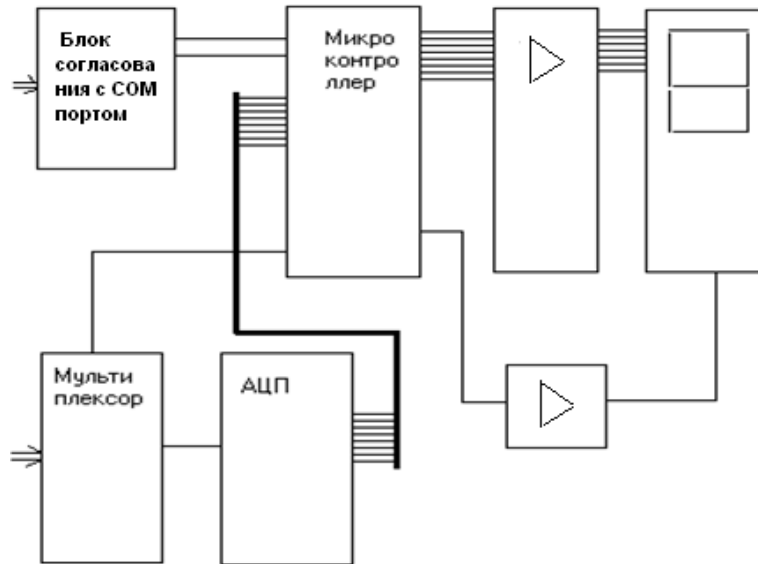 Блок
согласова
ния с COM
портом
Микро
контро
ллер
Мульти
плексор
АЦП